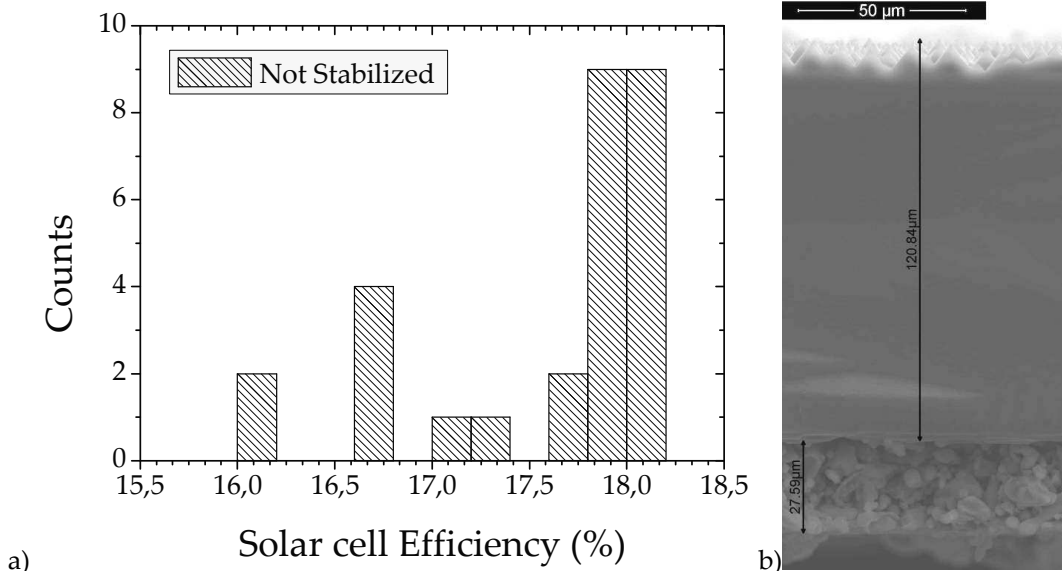 10
8
6
4
2
0
Counts
Not Stabilized
15,5 16,0 16,5 17,0 17,5 18,0 18,5
Solar cell Efficiency (%)
a)
50 µm
120.84µm
27.59µm
b)